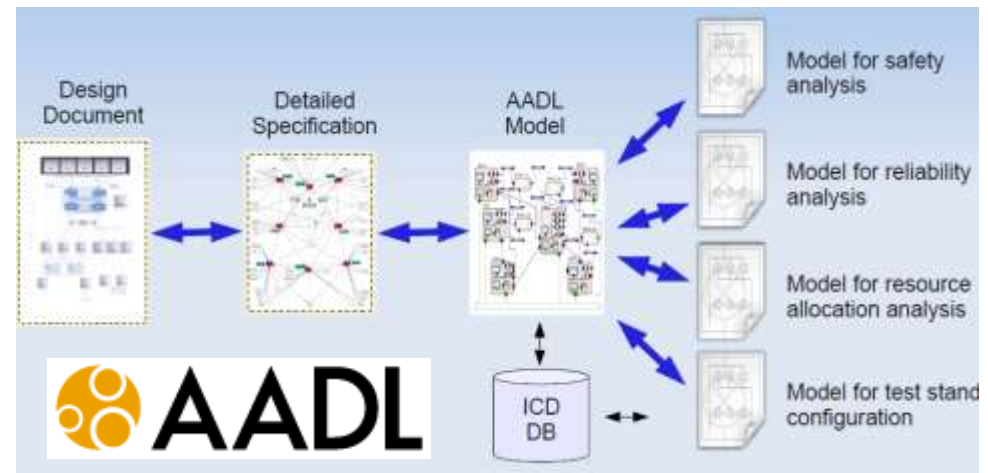 Design
Document
Detailed
Specification
AADL
Model
Model for safety
analysis
Model for reliability
analysis
Model for resource
allocation analysis
Model for test stand
configuration
ICD
DB
AADL